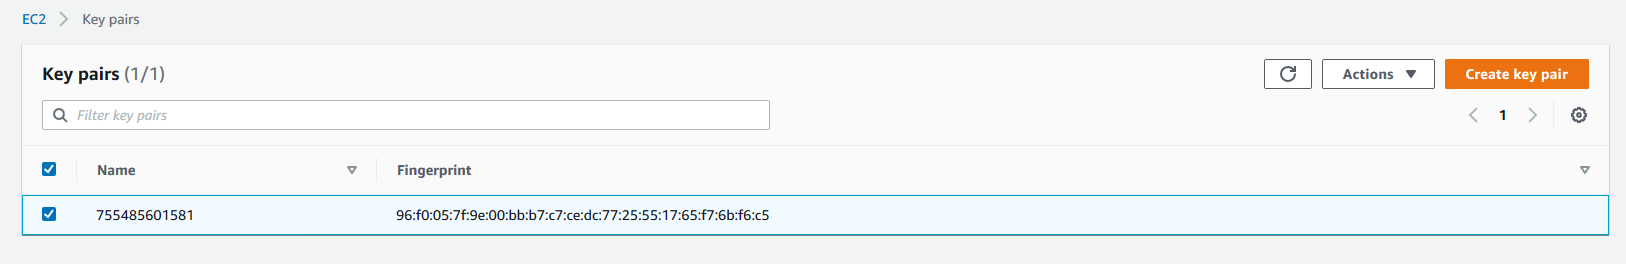 EC2 > Key pairs
Key pairs (1/1)
Actions
Create key pair
Filter key pairs
1
Name
Fingerprint
755485601581
96:f0:05:7f:9e:00:bb:b7:c7:ce:dc:77:25:55:17:65:f7:6b:f6:c5